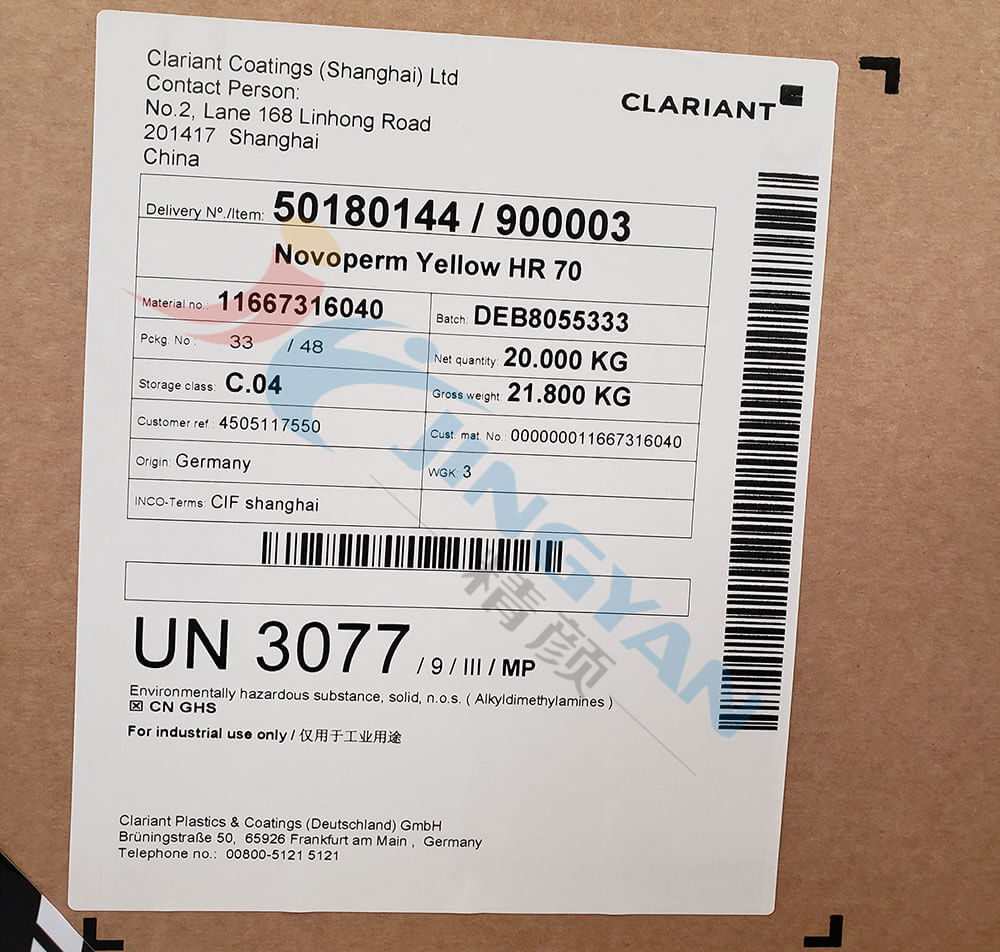 Clariant Coatings (Shanghai) Ltd
Contact Person:
No.2, Lane 168 Linhong Road
201417 Shanghai
China
CLARIANT
Delivery Nº./Item: 50180144 / 900003
Novoperm Yellow HR 70
Material no.: 11667316040
Batch: DEB8055333
Pckg. No.: 33 / 48
Net quantity: 20.000 KG
Storage class: C.04
Gross weight: 21.800 KG
Customer ref.: 4505117550
Cust. mat. No. 000000011667316040
Origin: Germany
WGK: 3
INCO-Terms: CIF shanghai
JINGYAN
精颜
UN 3077 / 9 / III / MP
Environmentally hazardous substance, solid, n.o.s. ( Alkyldimethylamines )
☒ CN GHS
For industrial use only / 仅用于工业用途
Clariant Plastics & Coatings (Deutschland) GmbH
Brüningstraße 50, 65926 Frankfurt am Main , Germany
Telephone no.: 00800-5121 5121